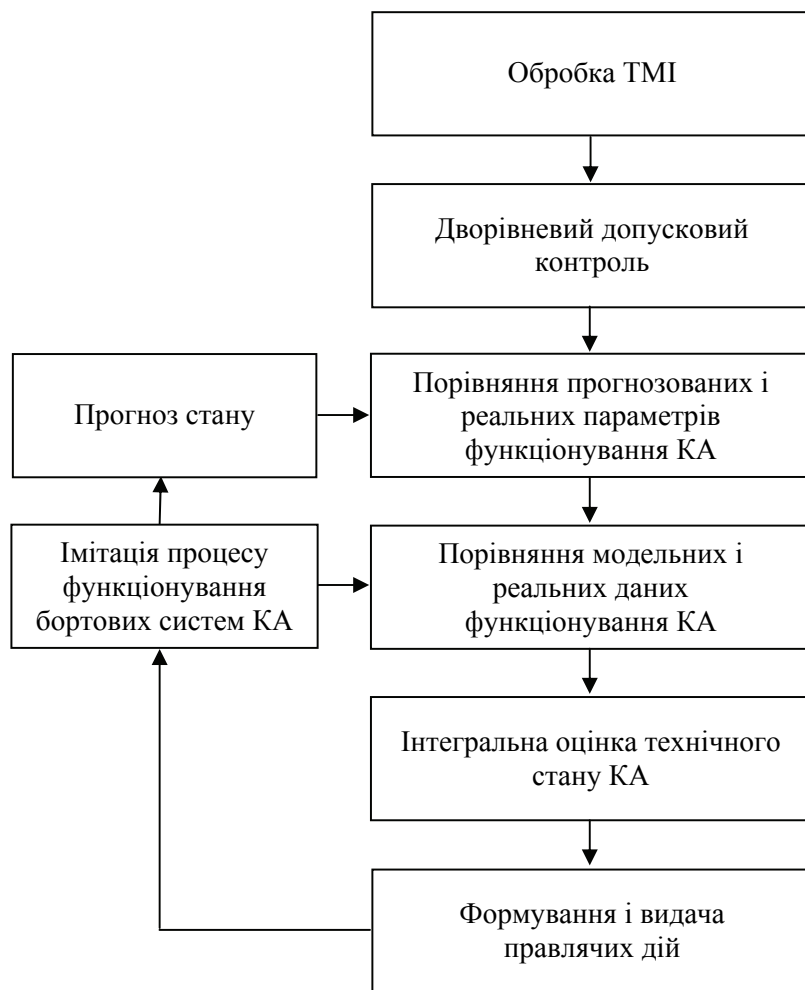 Обробка ТМІ
Дворівневий допусковий
контроль
Прогноз стану
Порівняння прогнозованих і
реальних параметрів
функціонування КА
Імітація процесу
функціонування
бортових систем КА
Порівняння модельних і
реальних даних
функціонування КА
Інтегральна оцінка технічного
стану КА
Формування і видача
правлячих дій